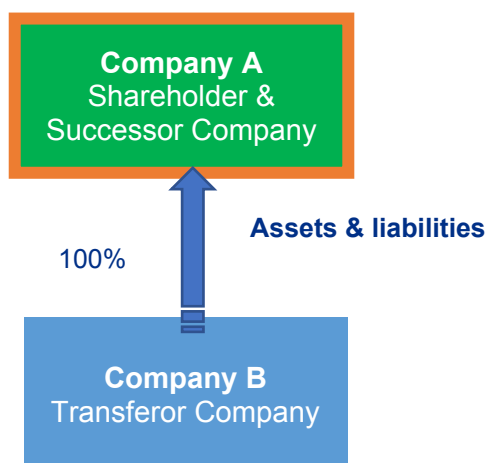 Company A
Shareholder &
Successor Company
Assets & liabilities
100%
Company B
Transferor Company